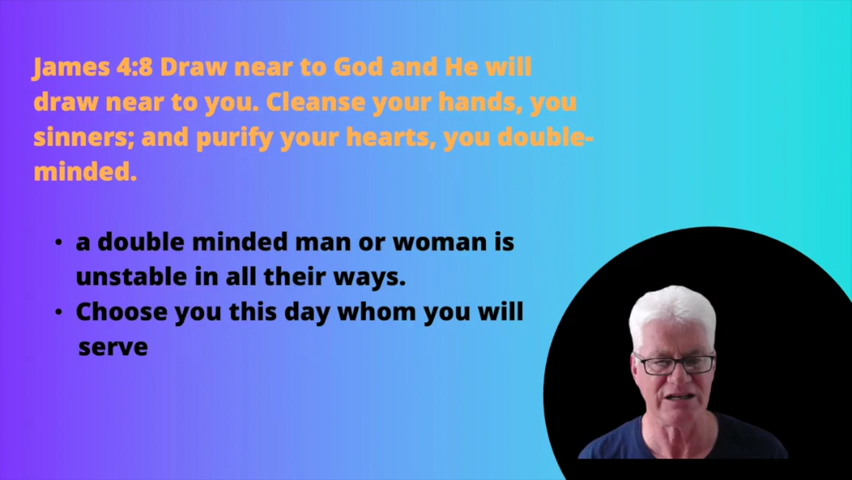 James 4:8 Draw near to God and He will
draw near to you. Cleanse your hands, you
sinners; and purify your hearts, you double-
minded.
• a double minded man or woman is
unstable in all their ways.
• Choose you this day whom you will
serve